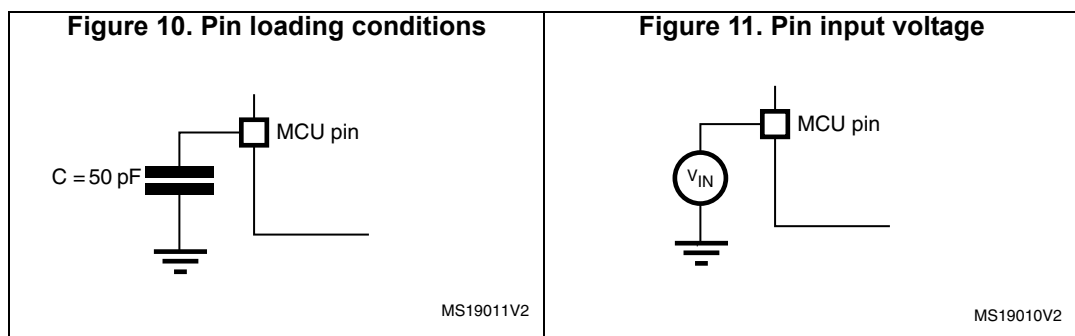 Figure 10. Pin loading conditions
MCU pin
C = 50 pF
MS19011V2
Figure 11. Pin input voltage
MCU pin
VIN
MS19010V2